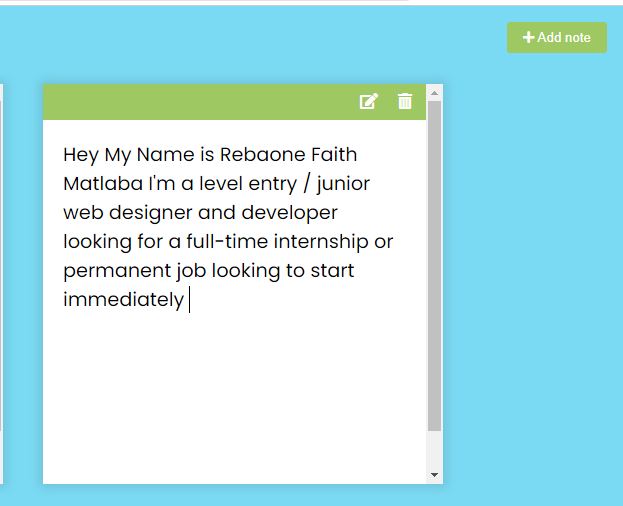 Add note
Hey My Name is Rebaone Faith
Matlaba I'm a level entry / junior
web designer and developer
looking for a full-time internship or
permanent job looking to start
immediately